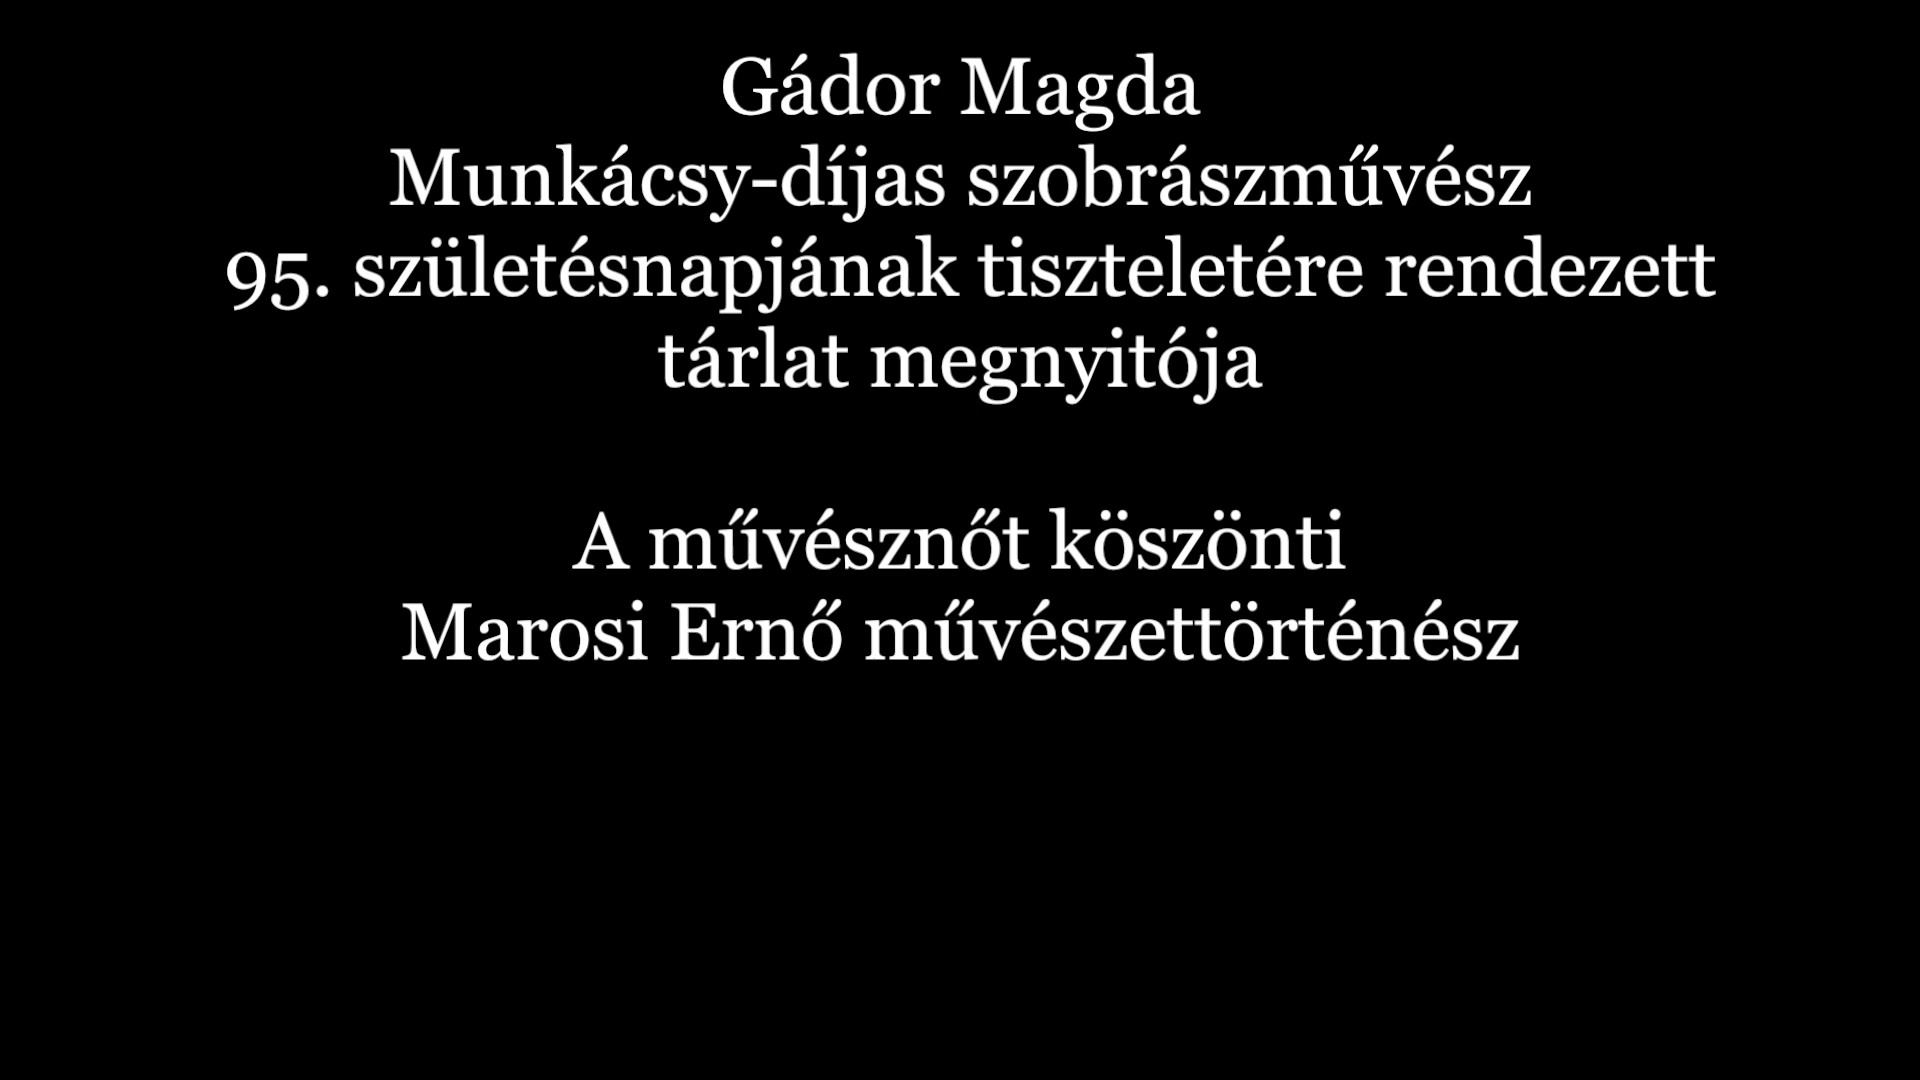 Gádor Magda
Munkácsy-díjas szobrászművész
95. születésnapjának tiszteletére rendezett
tárlat megnyitója
A művésznőt köszönti
Marosi Ernő művészettörténész